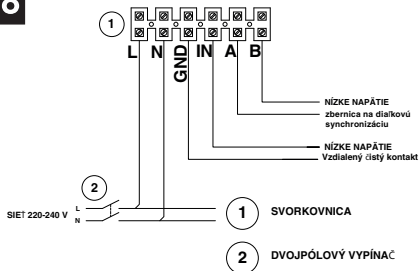 8
1
L N GND IN A B
NÍZKE NAPÄTIE
zbernica na diaľkovú
synchronizáciu
NÍZKE NAPÄTIE
Vzdialený čistý kontakt
2
SIEŤ 220-240 V
L
N
1 SVORKOVNICA
2 DVOJPÓLOVÝ VYPÍNAČ